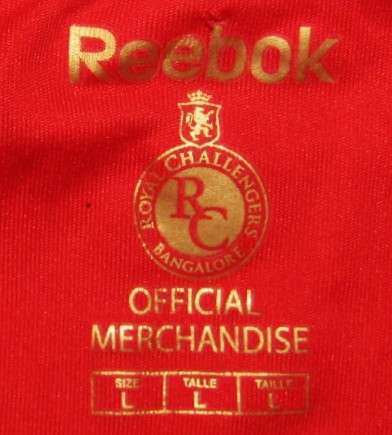 Reebok
ROYAL CHALLENGERS
RC
BANGALORE
OFFICIAL
MERCHANDISE
SIZE TALLE TAILLE
L L L